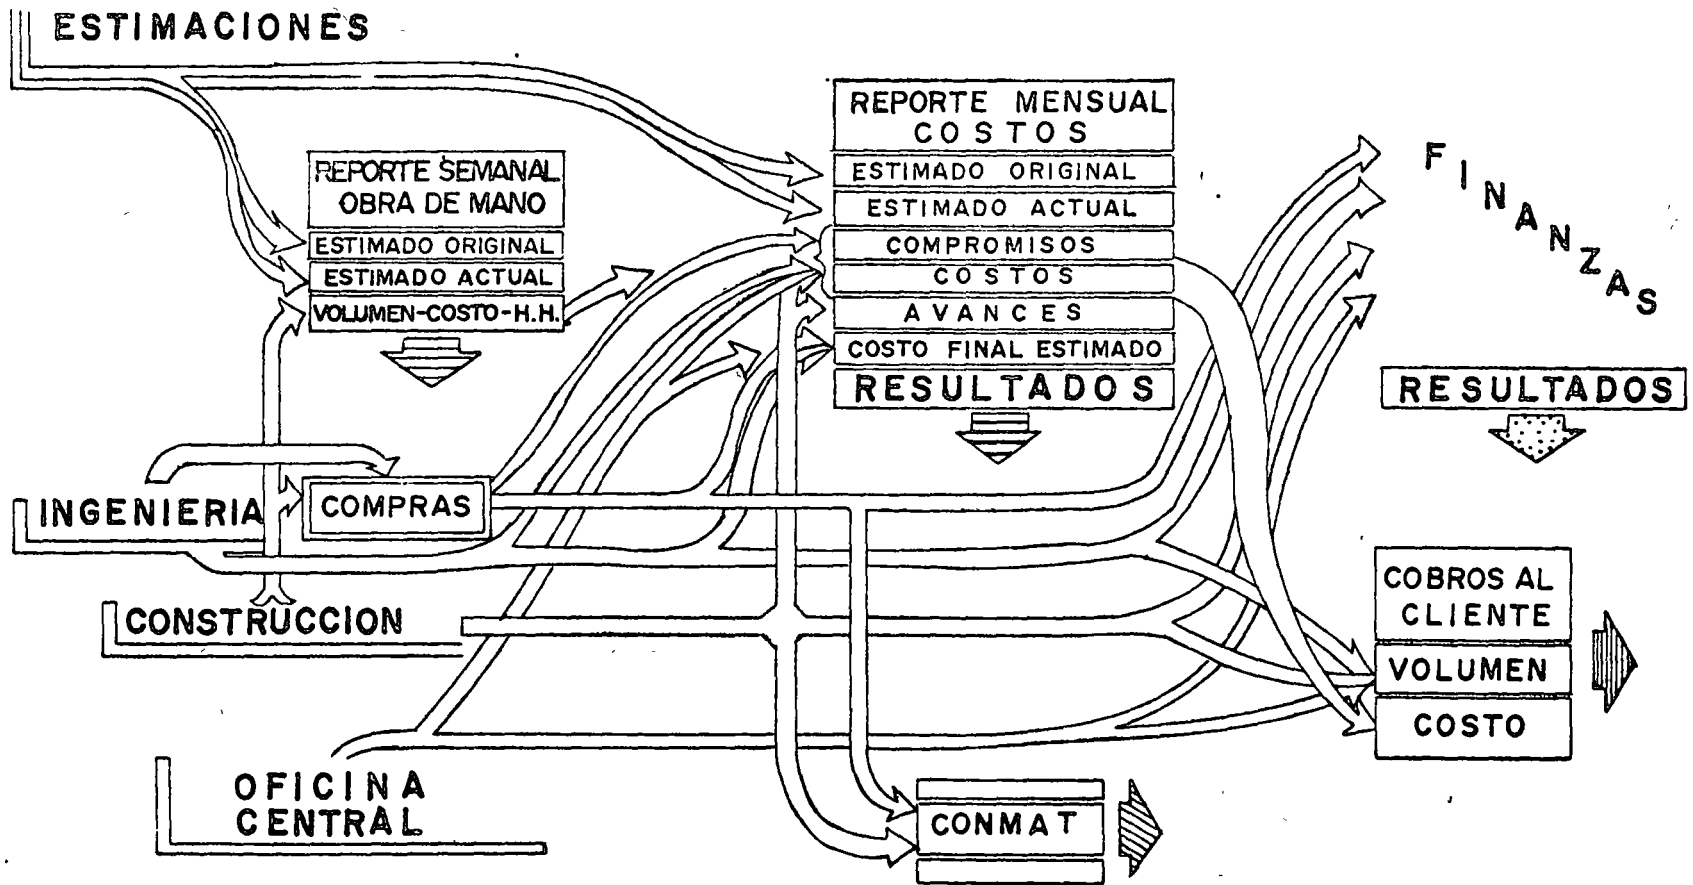 ESTIMACIONES
REPORTE SEMANAL
OBRA DE MANO
ESTIMADO ORIGINAL
ESTIMADO ACTUAL
VOLUMEN-COSTO-H.H.
REPORTE MENSUAL
COSTOS
ESTIMADO ORIGINAL
ESTIMADO ACTUAL
COMPROMISOS
COSTOS
AVANCES
COSTO FINAL ESTIMADO
RESULTADOS
FINANZAS
RESULTADOS
INGENIERIA
COMPRAS
CONSTRUCCION
COBROS AL
CLIENTE
VOLUMEN
COSTO
OFICINA
CENTRAL
CONMAT